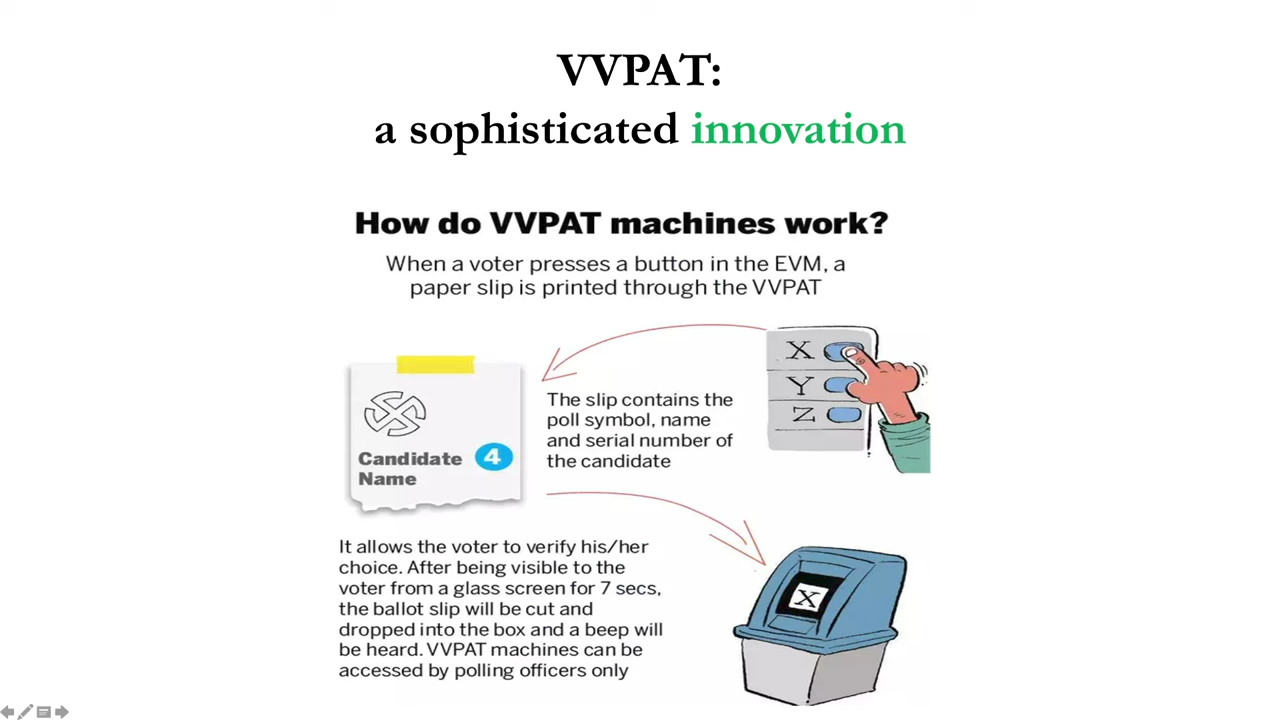 VVPAT:
a sophisticated innovation
How do VVPAT machines work?
When a voter presses a button in the EVM, a
paper slip is printed through the VVPAT
X
Y
Z
The slip contains the
poll symbol, name
and serial number of
the candidate
Candidate 4
Name
It allows the voter to verify his/her
choice. After being visible to the
voter from a glass screen for 7 secs,
the ballot slip will be cut and
dropped into the box and a beep will
be heard. VVPAT machines can be
accessed by polling officers only
X